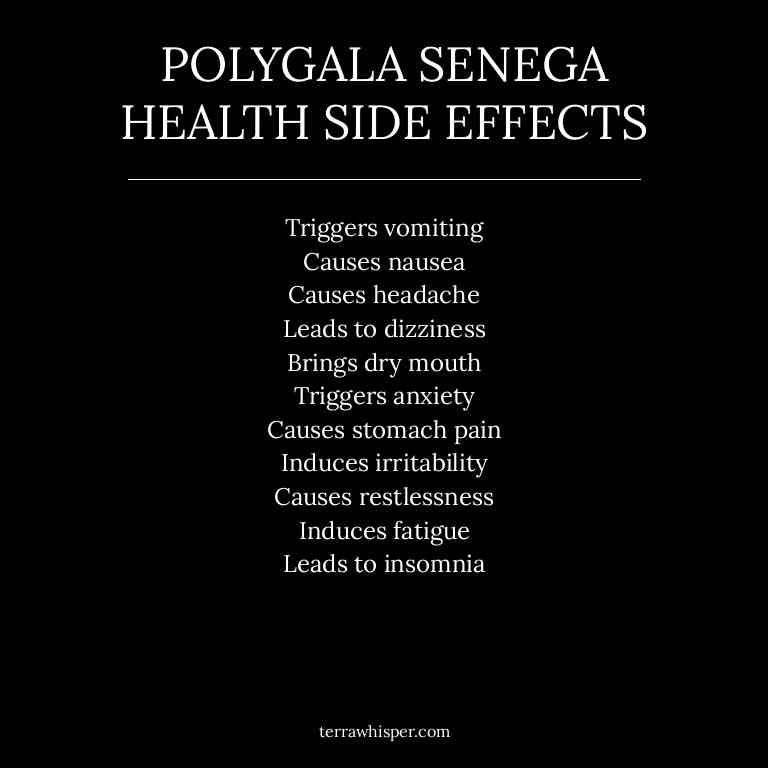 POLYGALA SENEGA
HEALTH SIDE EFFECTS
Triggers vomiting
Causes nausea
Causes headache
Leads to dizziness
Brings dry mouth
Triggers anxiety
Causes stomach pain
Induces irritability
Causes restlessness
Induces fatigue
Leads to insomnia
terrawhisper.com